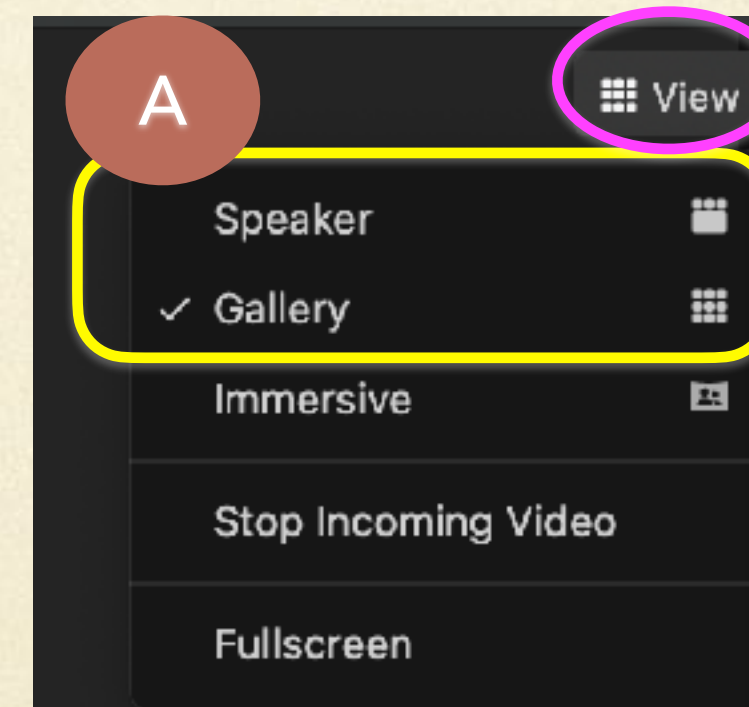 A
View
Speaker
Gallery
Immersive
Stop Incoming Video
Fullscreen